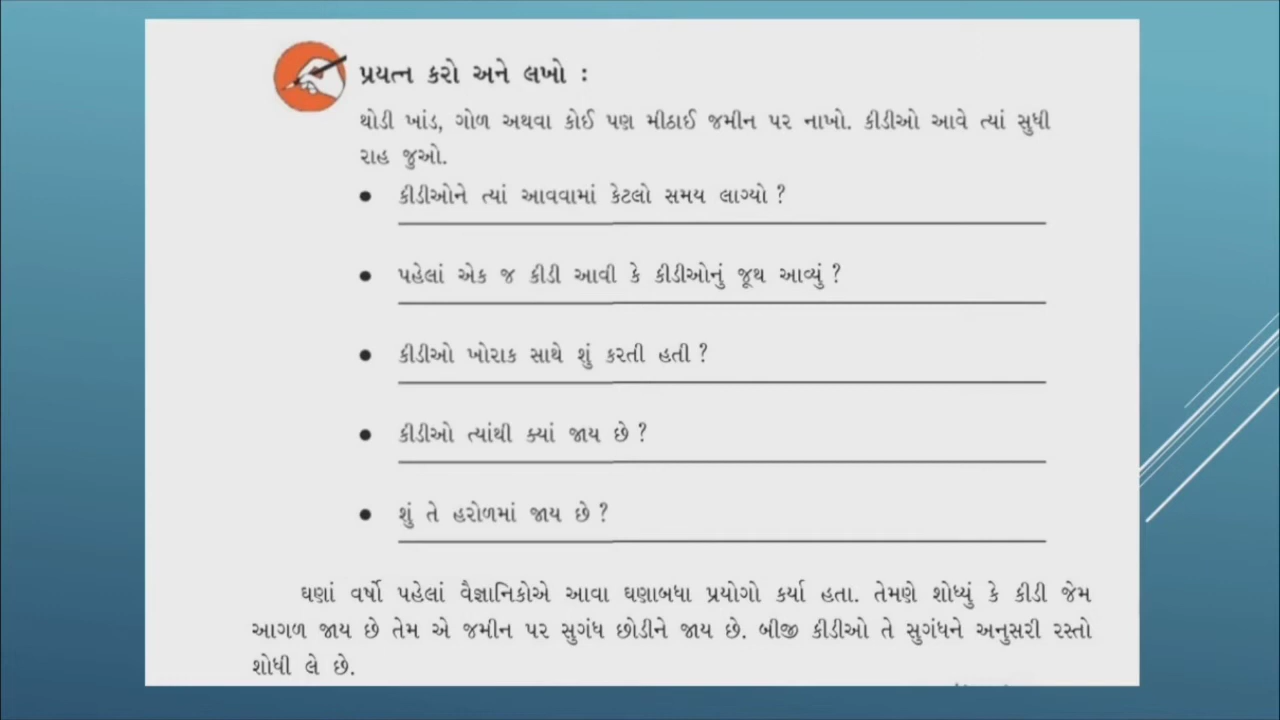 પ્રયત્ન કરો અને લખો :
થોડી ખાંડ, ગોળ અથવા કોઈ પણ મીઠાઈ જમીન પર નાખો. કીડીઓ આવે ત્યાં સુધી
રાહ જુઓ.
● કીડીઓને ત્યાં આવવામાં કેટલો સમય લાગ્યો ?
● પહેલાં એક જ કીડી આવી કે કીડીઓનું જૂથ આવ્યું ?
● કીડીઓ ખોરાક સાથે શું કરતી હતી ?
● કીડીઓ ત્યાંથી ક્યાં જાય છે ?
● શું તે હરોળમાં જાય છે ?
ઘણાં વર્ષો પહેલાં વૈજ્ઞાનિકોએ આવા ઘણાબધા પ્રયોગો કર્યા હતા. તેમણે શોધ્યું કે કીડી જેમ
આગળ જાય છે તેમ એ જમીન પર સુગંધ છોડીને જાય છે. બીજી કીડીઓ તે સુગંધને અનુસરી રસ્તો
શોધી લે છે.